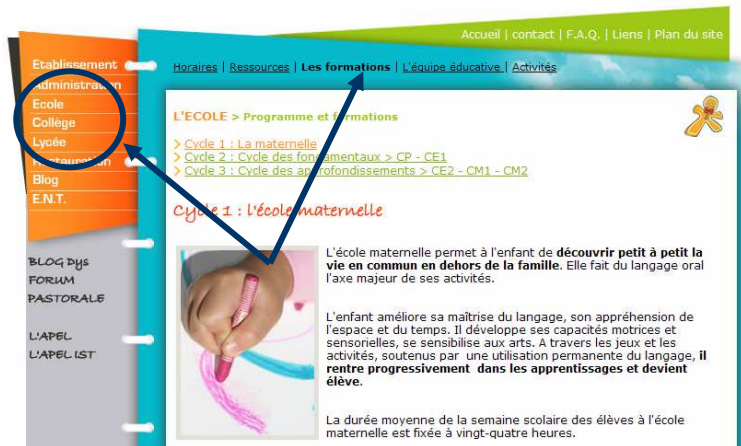 Accueil | contact | F.A.Q. | Liens | Plan du site
Etablissement
Administration
Ecole
Collège
Lycée
Restauration
Blog
E.N.T.
BLOG Dys
FORUM
PASTORALE
L'APEL
L'APEL IST
Horaires | Ressources | Les formations | L'équipe éducative | Activités
L'ECOLE > Programme et formations
> Cycle 1 : La maternelle
> Cycle 2 : Cycle des fondamentaux > CP - CE1
> Cycle 3 : Cycle des approfondissements > CE2 - CM1 - CM2
Cycle 1 : l'école maternelle
L'école maternelle permet à l'enfant de découvrir petit à petit la
vie en commun en dehors de la famille. Elle fait du langage oral
l'axe majeur de ses activités.
L'enfant améliore sa maîtrise du langage, son appréhension de
l'espace et du temps. Il développe ses capacités motrices et
sensorielles, se sensibilise aux arts. A travers les jeux et les
activités, soutenus par une utilisation permanente du langage, il
rentre progressivement dans les apprentissages et devient
élève.
La durée moyenne de la semaine scolaire des élèves à l'école
maternelle est fixée à vingt-quatre heures.